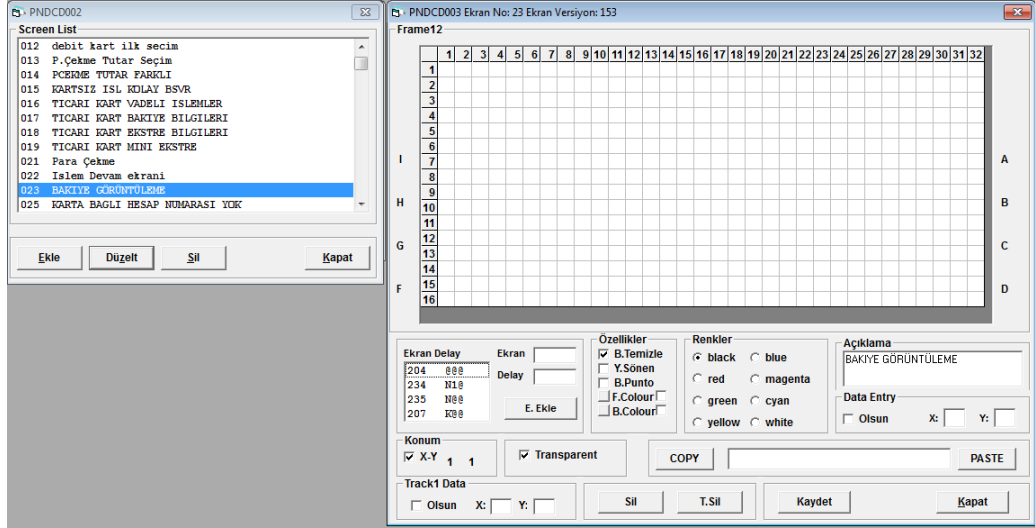 PNDCD002
Screen List
012 debit kart ilk secim
013 P.Çekme Tutar Seçim
014 PCEKME TUTAR FARKLI
015 KARTSIZ ISL KOLAY BSVR
016 TICARI KART VADELI ISLEMLER
017 TICARI KART BAKIYE BILGILERI
018 TICARI KART EKSTRE BILGILERI
019 TICARI KART MINI EKSTRE
021 Para Çekme
022 Islem Devam ekrani
023 BAKIYE GÖRÜNTÜLEME
025 KARTA BAGLI HESAP NUMARASI YOK
Ekle Düzelt Sil Kapat
PNDCD003 Ekran No: 23 Ekran Versiyon: 153
Frame12
1 2 3 4 5 6 7 8 9 10 11 12 13 14 15 16 17 18 19 20 21 22 23 24 25 26 27 28 29 30 31 32
1
2
3
4
5
6
I 7 A
8
9
H 10 B
11
12
G 13 C
14
F 15 D
16
Ekran Delay
204 @@@
234 N1@
235 N@@
207 K@@
Ekran
Delay
E. Ekle
Özellikler
B.Temizle
Y.Sönen
B.Punto
F.Colour
B.Colour
Renkler
black blue
red magenta
green cyan
yellow white
Açıklama
BAKIYE GÖRÜNTÜLEME
Data Entry
Olsun X: Y:
Konum
X-Y 1 1
Transparent
COPY PASTE
Track1 Data
Olsun X: Y:
Sil T.Sil Kaydet Kapat